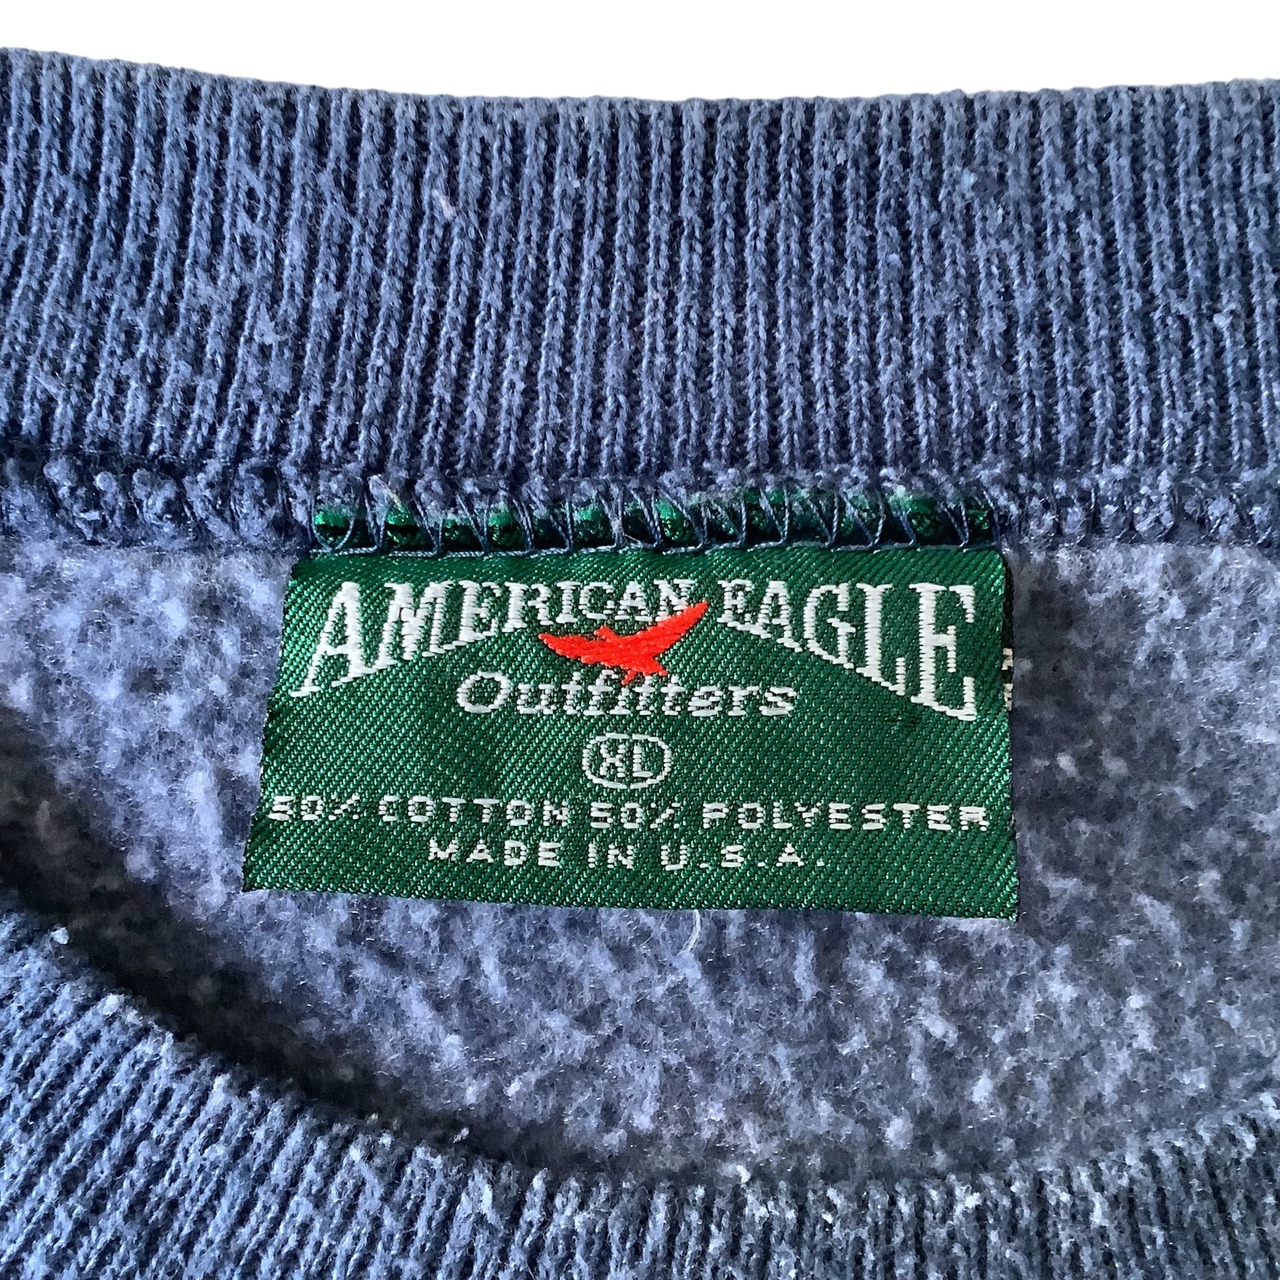 AMERICAN EAGLE
Outfitters
XL
50% COTTON 50% POLYESTER
MADE IN U.S.A.